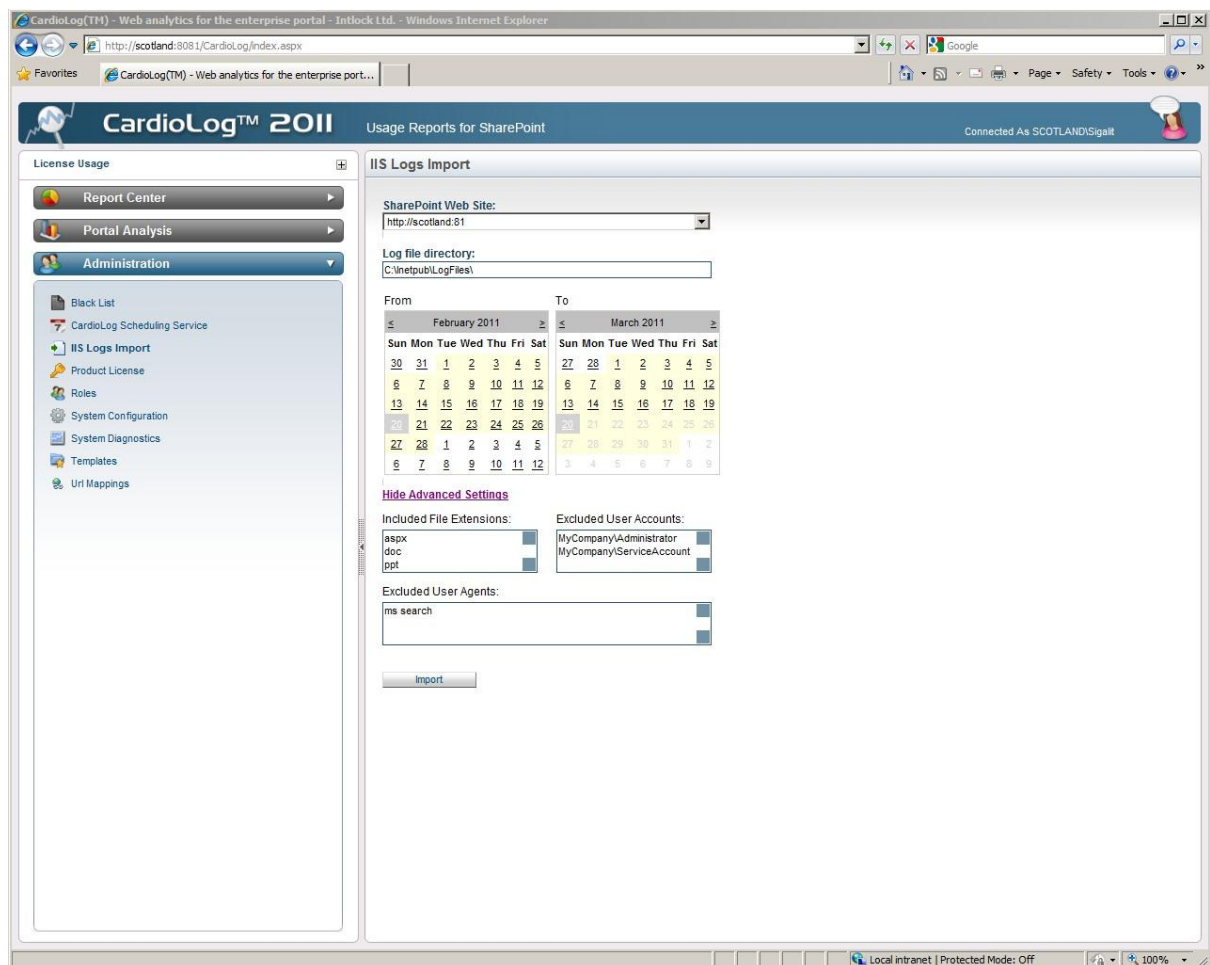 CardioLog(TM) - Web analytics for the enterprise portal - Intlock Ltd. - Windows Internet Explorer
http://scotland:8081/CardioLog/index.aspx
Google
Favorites
CardioLog(TM) - Web analytics for the enterprise port...
Page
Safety
Tools
CardioLog™ 2011
Usage Reports for SharePoint
Connected As SCOTLAND\Sigalit
License Usage
Report Center
Portal Analysis
Administration
Black List
CardioLog Scheduling Service
IIS Logs Import
Product License
Roles
System Configuration
System Diagnostics
Templates
Url Mappings
IIS Logs Import
SharePoint Web Site:
http://scotland:81
Log file directory:
C:\Inetpub\LogFiles\
From
< February 2011 >
Sun Mon Tue Wed Thu Fri Sat
30 31 1 2 3 4 5
6 7 8 9 10 11 12
13 14 15 16 17 18 19
20 21 22 23 24 25 26
27 28 1 2 3 4 5
6 7 8 9 10 11 12
To
< March 2011 >
Sun Mon Tue Wed Thu Fri Sat
27 28 1 2 3 4 5
6 7 8 9 10 11 12
13 14 15 16 17 18 19
20 21 22 23 24 25 26
27 28 29 30 31 1 2
3 4 5 6 7 8 9
Hide Advanced Settings
Included File Extensions:
aspx
doc
ppt
Excluded User Accounts:
MyCompany\Administrator
MyCompany\ServiceAccount
Excluded User Agents:
ms search
Import
Local intranet | Protected Mode: Off
100%